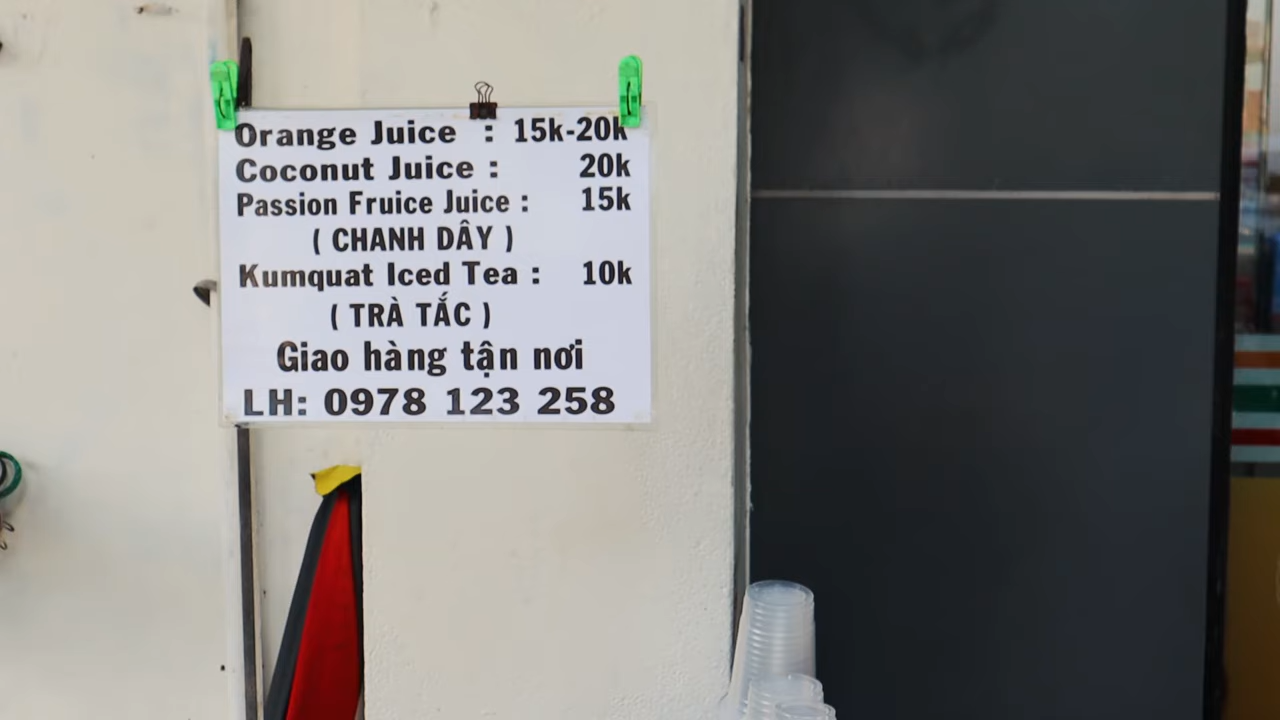 Orange Juice : 15k-20k
Coconut Juice : 20k
Passion Fruice Juice : 15k
( CHANH DÂY )
Kumquat Iced Tea : 10k
( TRÀ TẮC )
Giao hàng tận nơi
LH: 0978 123 258